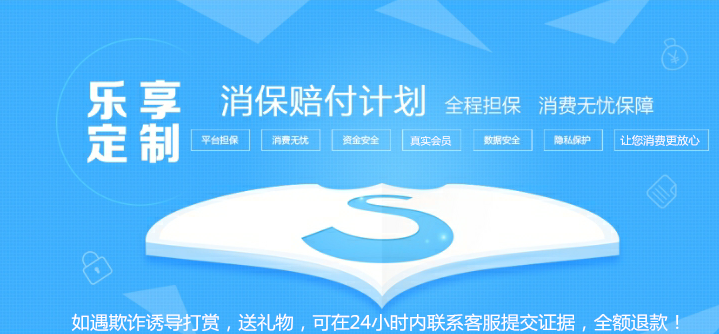 乐享
定制
消保赔付计划 全程担保 消费无忧保障
平台担保 消费无忧 资金安全 真实会员 数据安全 隐私保护 让您消费更放心
S
如遇欺诈诱导打赏，送礼物，可在24小时内联系客服提交证据，全额退款！